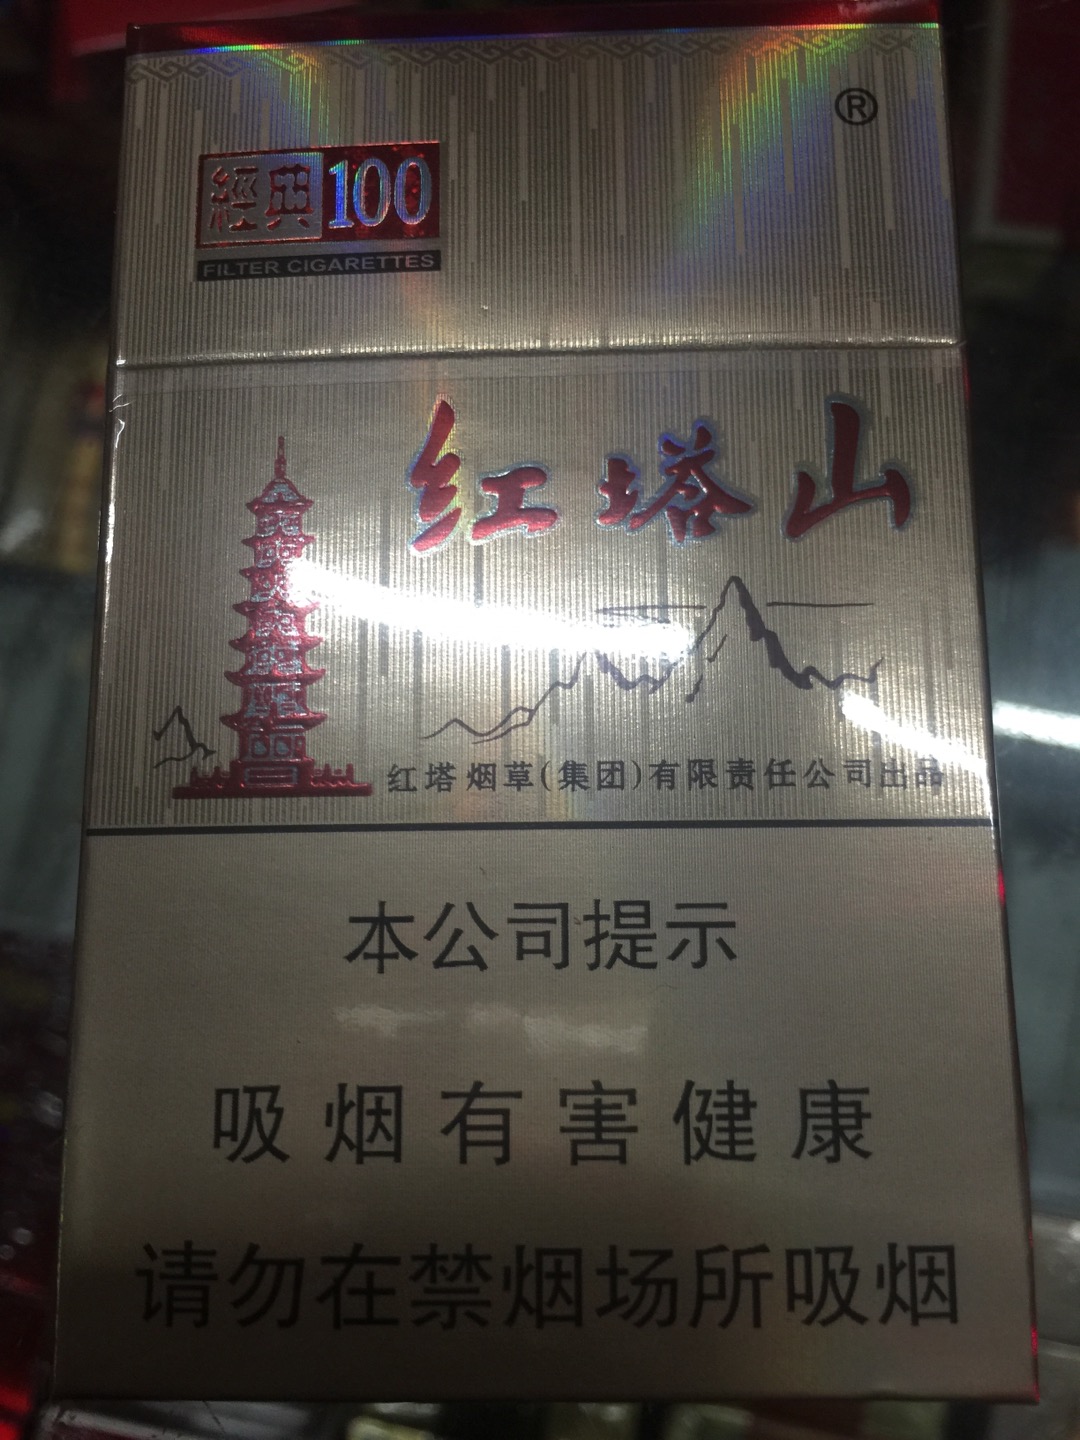 ®
經典100
FILTER CIGARETTES
红塔山
红塔烟草(集团)有限责任公司出品
本公司提示
吸烟有害健康
请勿在禁烟场所吸烟